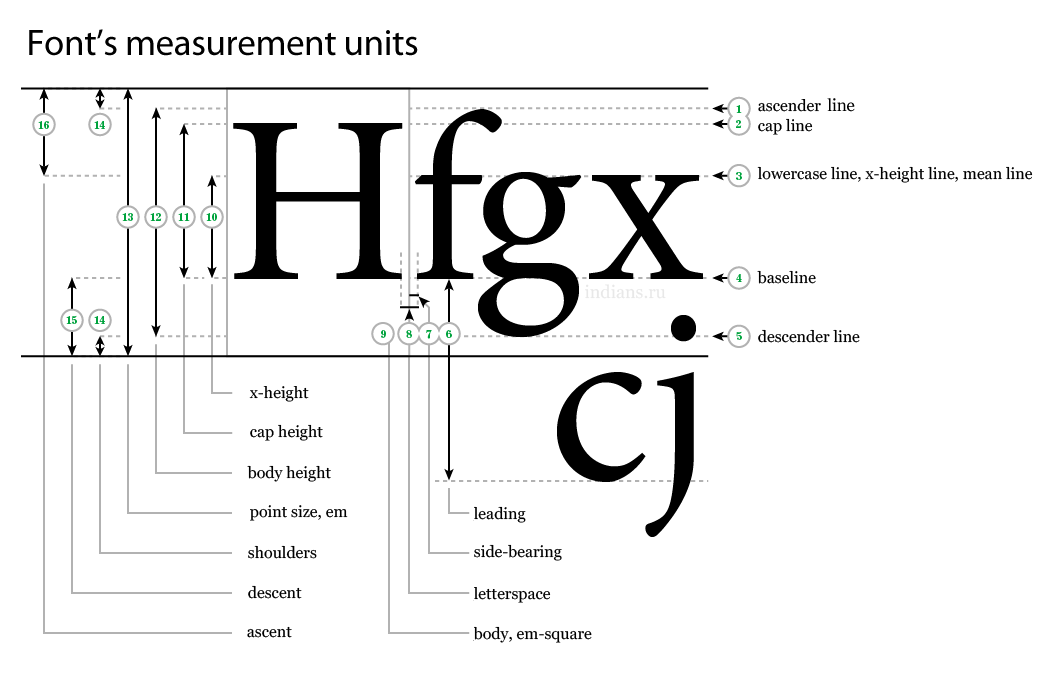 Font's measurement units
1 ascender line
2 cap line
3 lowercase line, x-height line, mean line
4 baseline
5 descender line
16
14
13
12
11
10
15
14
9
8
7
6
Hfgx
indians.ru
cj
x-height
cap height
body height
point size, em
shoulders
descent
ascent
leading
side-bearing
letterspace
body, em-square